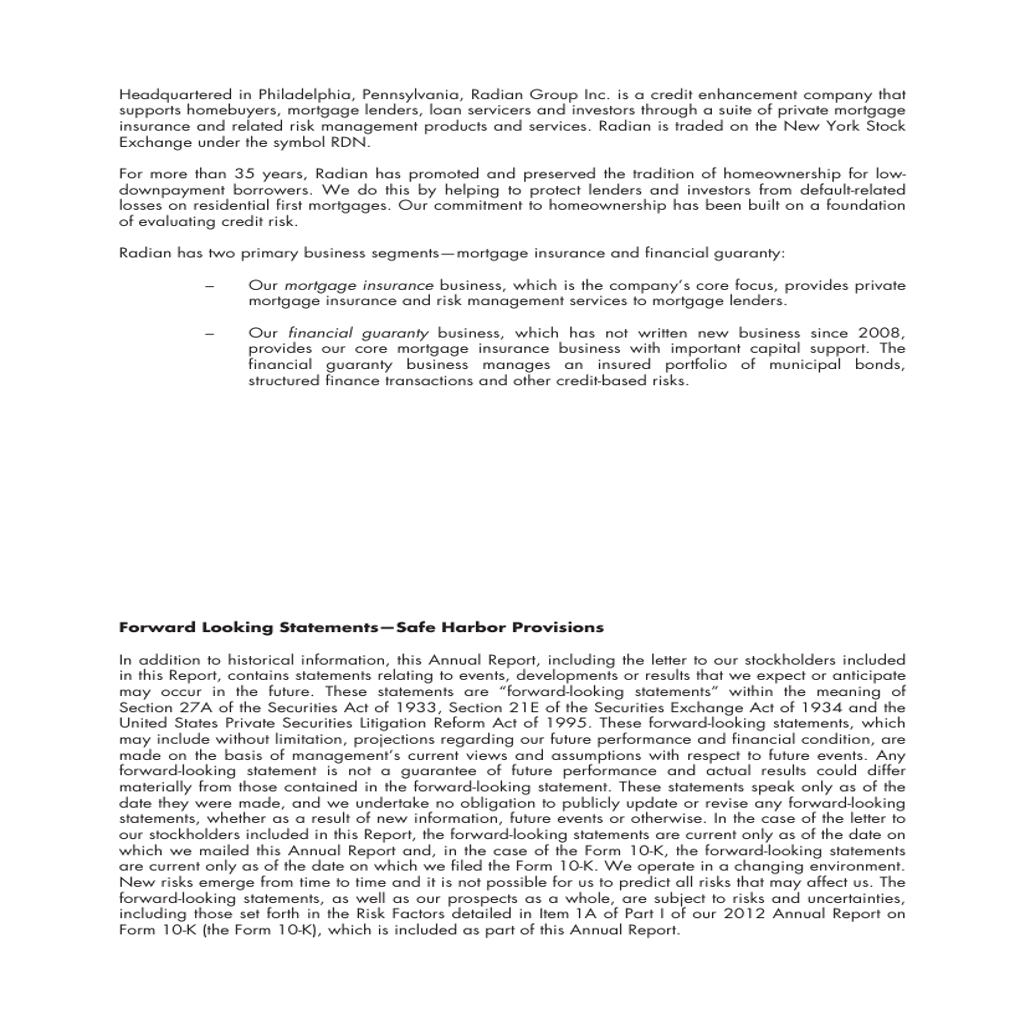 Headquartered in Philadelphia, Pennsylvania, Radian Group Inc. is a credit enhancement company that
supports homebuyers, mortgage lenders, loan servicers and investors through a suite of private mortgage
insurance and related risk management products and services. Radian is traded on the New York Stock
Exchange under the symbol RDN.
For more than 35 years, Radian has promoted and preserved the tradition of homeownership for low-
downpayment borrowers. We do this by helping to protect lenders and investors from default-related
losses on residential first mortgages. Our commitment to homeownership has been built on a foundation
of evaluating credit risk.
Radian has two primary business segments—mortgage insurance and financial guaranty:
– Our mortgage insurance business, which is the company’s core focus, provides private
mortgage insurance and risk management services to mortgage lenders.
– Our financial guaranty business, which has not written new business since 2008,
provides our core mortgage insurance business with important capital support. The
financial guaranty business manages an insured portfolio of municipal bonds,
structured finance transactions and other credit-based risks.
Forward Looking Statements—Safe Harbor Provisions
In addition to historical information, this Annual Report, including the letter to our stockholders included
in this Report, contains statements relating to events, developments or results that we expect or anticipate
may occur in the future. These statements are “forward-looking statements” within the meaning of
Section 27A of the Securities Act of 1933, Section 21E of the Securities Exchange Act of 1934 and the
United States Private Securities Litigation Reform Act of 1995. These forward-looking statements, which
may include without limitation, projections regarding our future performance and financial condition, are
made on the basis of management’s current views and assumptions with respect to future events. Any
forward-looking statement is not a guarantee of future performance and actual results could differ
materially from those contained in the forward-looking statement. These statements speak only as of the
date they were made, and we undertake no obligation to publicly update or revise any forward-looking
statements, whether as a result of new information, future events or otherwise. In the case of the letter to
our stockholders included in this Report, the forward-looking statements are current only as of the date on
which we mailed this Annual Report and, in the case of the Form 10-K, the forward-looking statements
are current only as of the date on which we filed the Form 10-K. We operate in a changing environment.
New risks emerge from time to time and it is not possible for us to predict all risks that may affect us. The
forward-looking statements, as well as our prospects as a whole, are subject to risks and uncertainties,
including those set forth in the Risk Factors detailed in Item 1A of Part I of our 2012 Annual Report on
Form 10-K (the Form 10-K), which is included as part of this Annual Report.